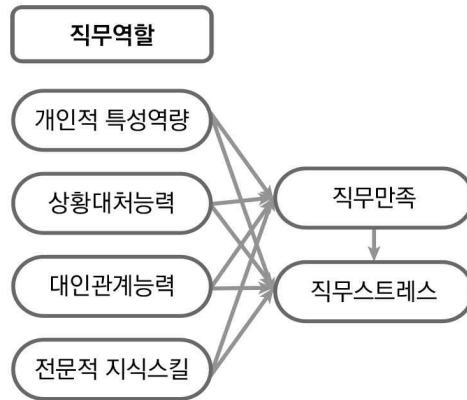 직무역할
개인적 특성역량
상황대처능력
대인관계능력
전문적 지식스킬
직무만족
직무스트레스